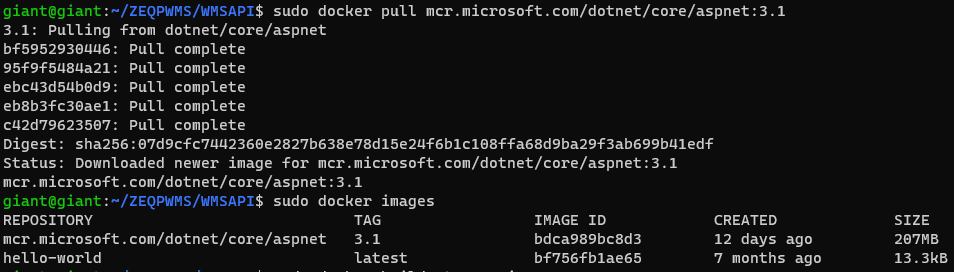 giant@giant:~/ZEQPWMS/WMSAPI$ sudo docker pull mcr.microsoft.com/dotnet/core/aspnet:3.1
3.1: Pulling from dotnet/core/aspnet
bf5952930446: Pull complete
95f9f5484a21: Pull complete
ebc43d54b0d9: Pull complete
eb8b3fc30ae1: Pull complete
c42d79623507: Pull complete
Digest: sha256:07d9cfc7442360e2827b638e78d15e24f6b1c108ffa68d9ba29f3ab699b41edf
Status: Downloaded newer image for mcr.microsoft.com/dotnet/core/aspnet:3.1
mcr.microsoft.com/dotnet/core/aspnet:3.1
giant@giant:~/ZEQPWMS/WMSAPI$ sudo docker images
REPOSITORY TAG IMAGE ID CREATED SIZE
mcr.microsoft.com/dotnet/core/aspnet 3.1 bdca989bc8d3 12 days ago 207MB
hello-world latest bf756fb1ae65 7 months ago 13.3kB